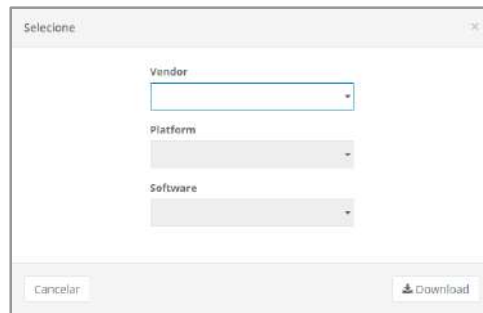 Selecione
Vendor
Platform
Software
Cancelar
Download